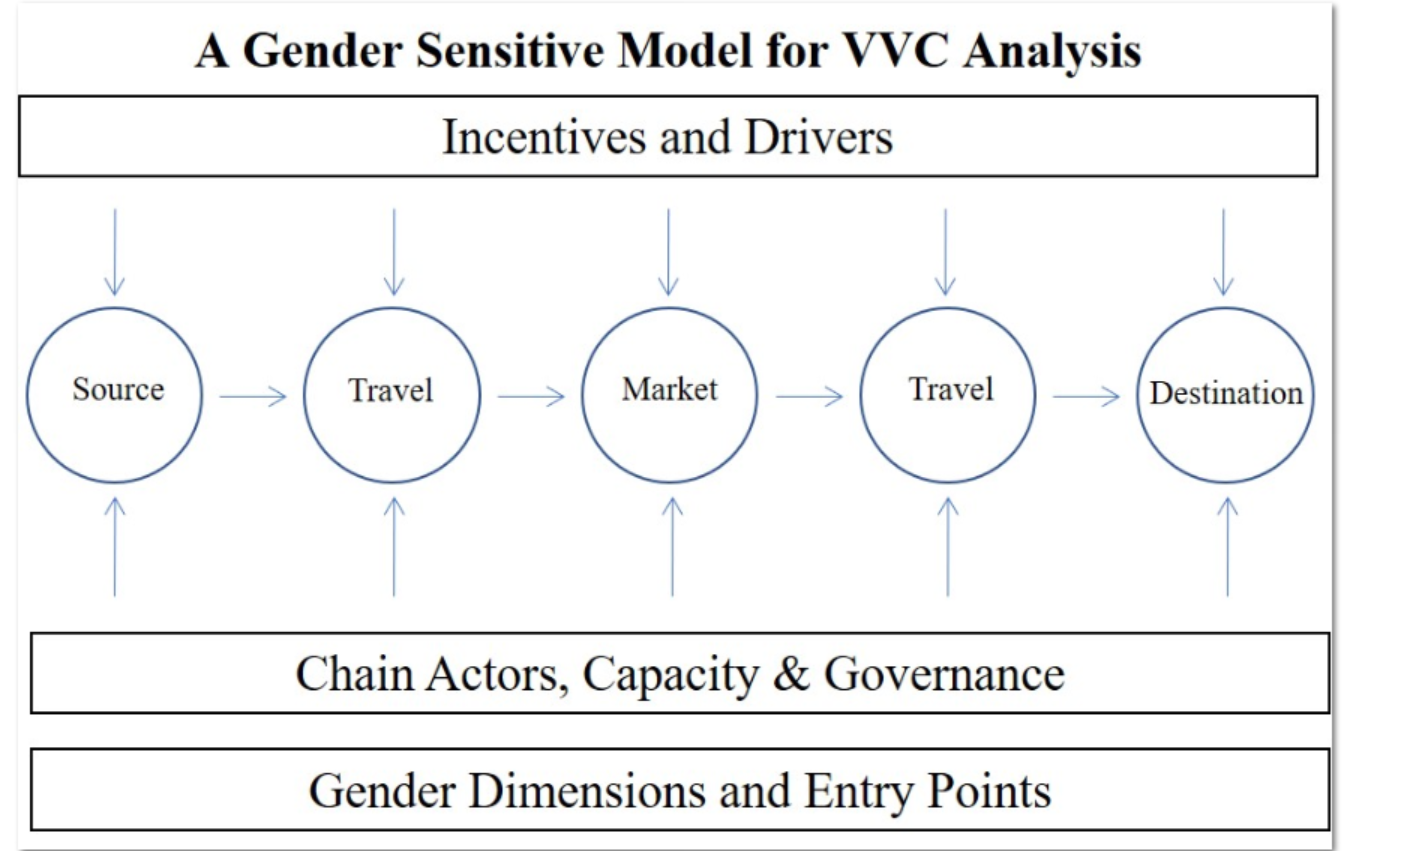 A Gender Sensitive Model for VVC Analysis
Incentives and Drivers
Source
Travel
Market
Travel
Destination
Chain Actors, Capacity & Governance
Gender Dimensions and Entry Points